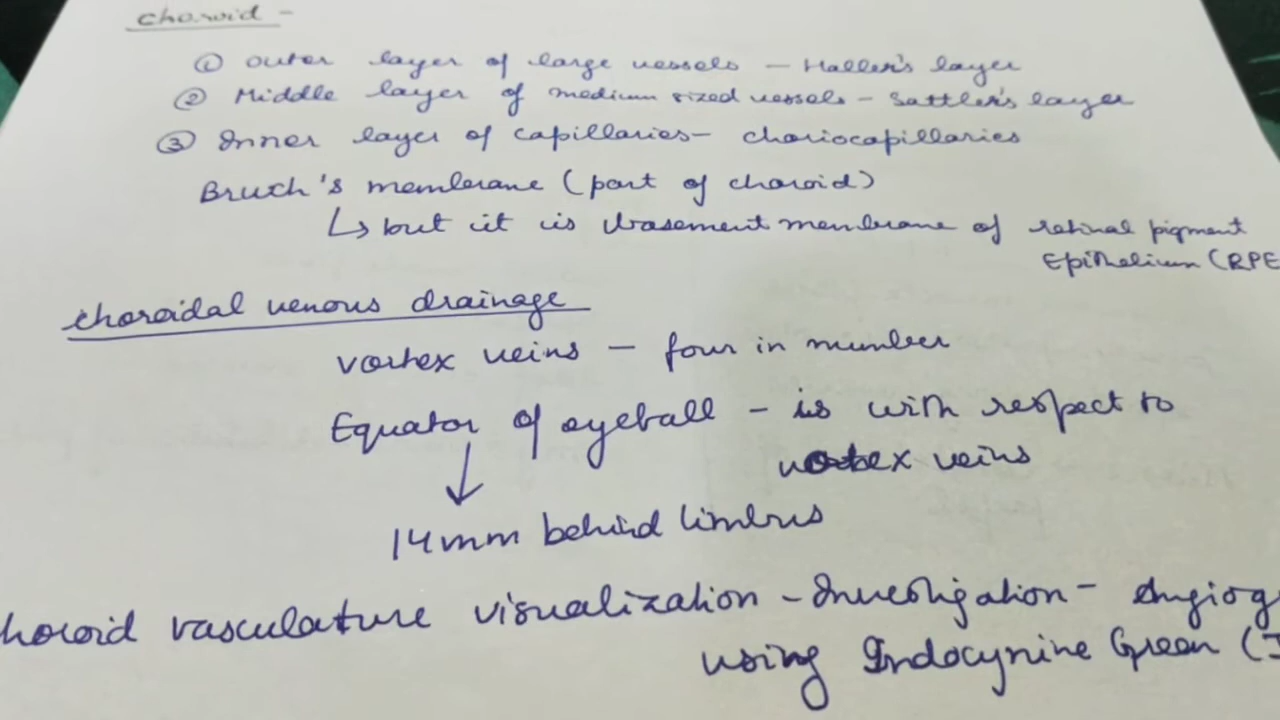 Choroid -
① Outer layer of large vessels - Haller's layer
② Middle layer of medium sized vessels - Sattler's layer
③ Inner layer of capillaries - choriocapillaries
Bruch's membrane (part of choroid)
↳ but it is basement membrane of retinal pigment
Epithelium (RPE
Choroidal venous drainage
vortex veins - four in number
Equator of eyeball - is with respect to
vortex veins
↓
14mm behind limbus
horoid vasculature visualization - Investigation - Angiog
using Indocynine Green (I